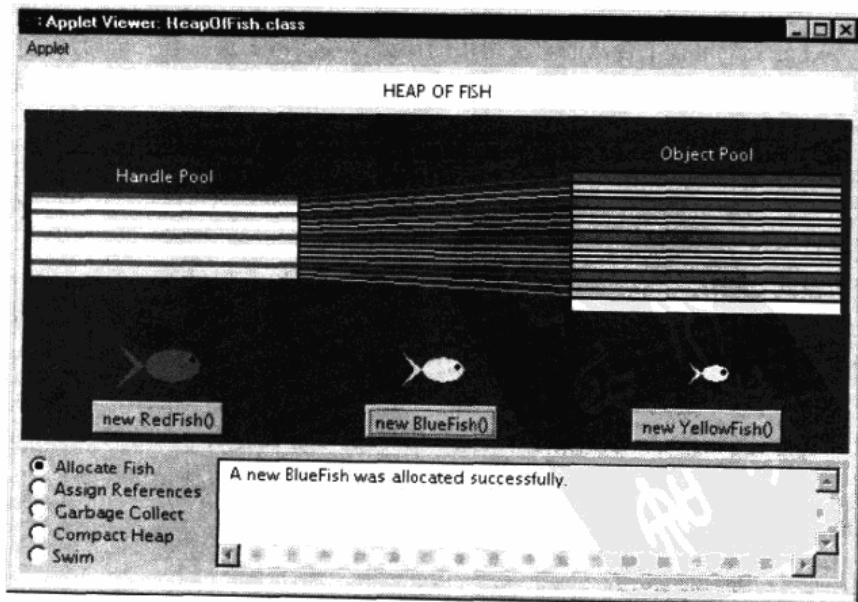 Applet Viewer: HeapOfFish.class
Applet
HEAP OF FISH
Handle Pool
Object Pool
new RedFish()
new BlueFish()
new YellowFish()
Allocate Fish
Assign References
Garbage Collect
Compact Heap
Swim
A new BlueFish was allocated successfully.